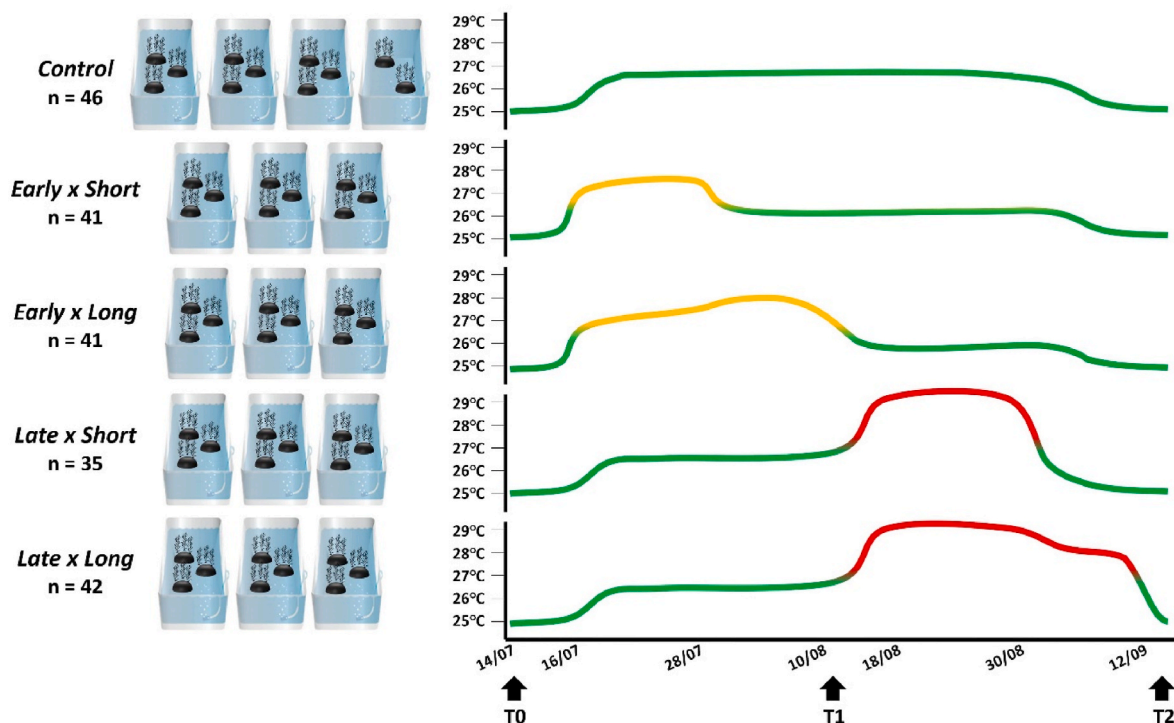 Control
n = 46
29°C
28°C
27°C
26°C
25°C
Early x Short
n = 41
29°C
28°C
27°C
26°C
25°C
Early x Long
n = 41
29°C
28°C
27°C
26°C
25°C
Late x Short
n = 35
29°C
28°C
27°C
26°C
25°C
Late x Long
n = 42
29°C
28°C
27°C
26°C
25°C
14/07 16/07 28/07 10/08 18/08 30/08 12/09
T0 T1 T2